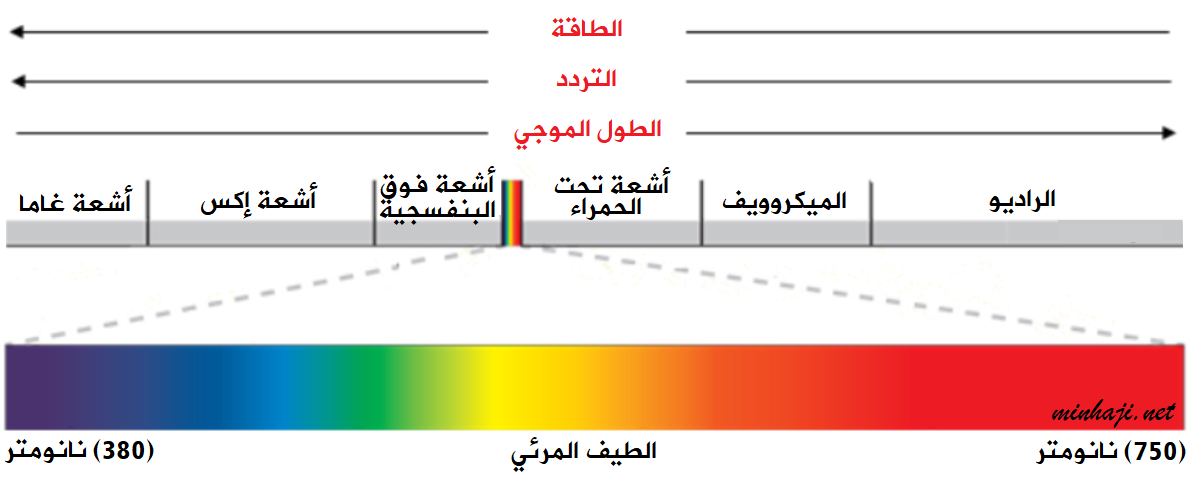 الطاقة
التردد
الطول الموجي
الراديو
الميكروويف
أشعة تحت
الحمراء
أشعة فوق
البنفسجية
أشعة إكس
أشعة غاما
minhaji.net
(750) نانومتر
الطيف المرئي
(380) نانومتر